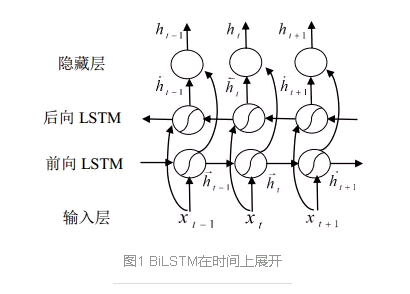 h t-1 h t h t+1
隐藏层
ḣ t-1 h̄ t ḣ t+1
后向 LSTM
前向 LSTM
h⃗ t-1 h⃗ t ḣ t+1
输入层 x t-1 x t x t+1
图1 BiLSTM在时间上展开